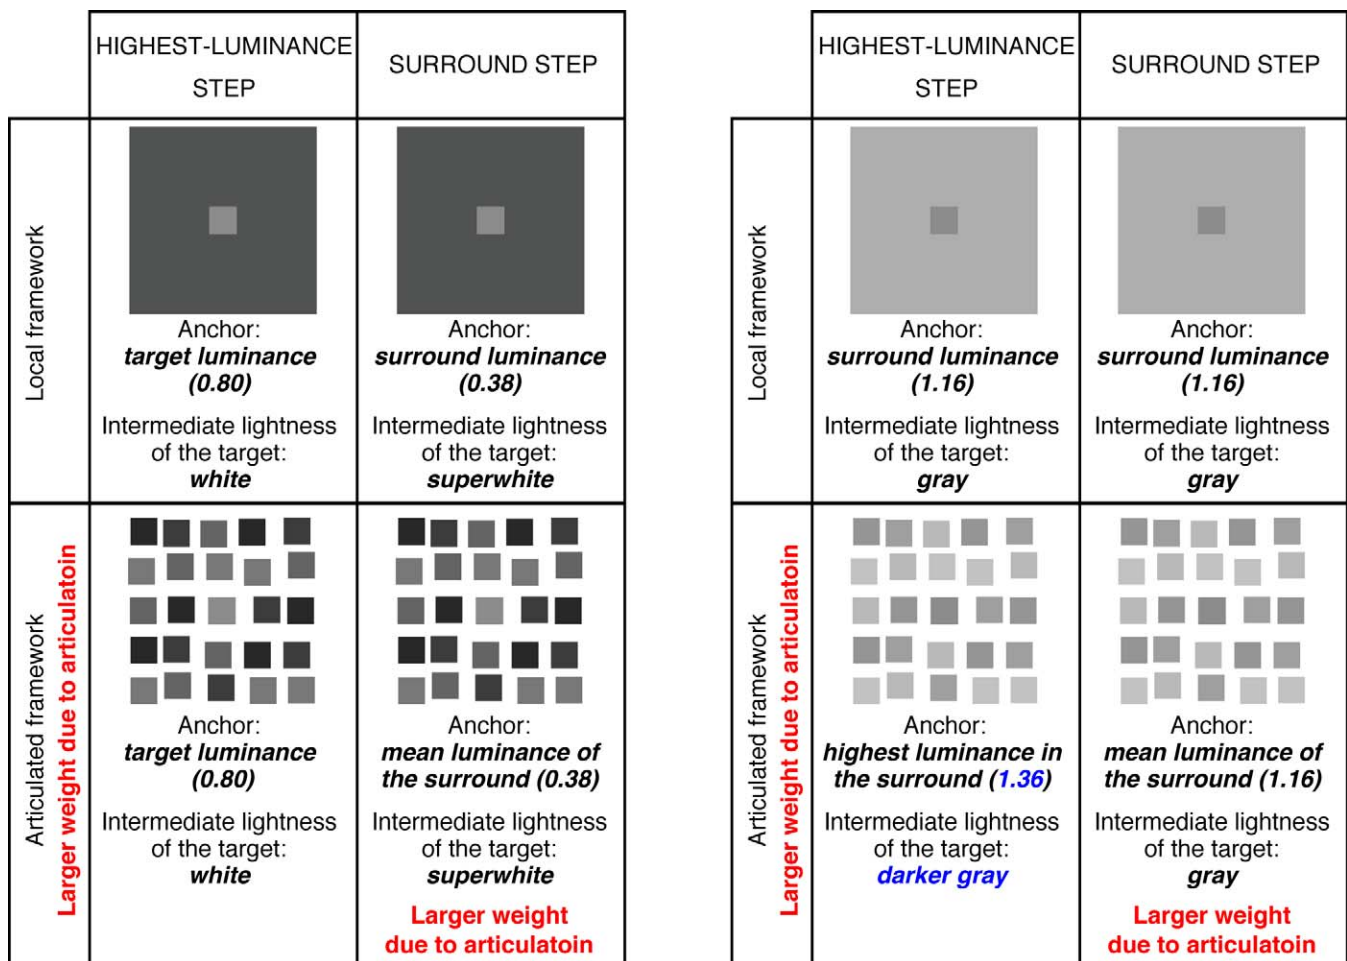 HIGHEST-LUMINANCE
STEP
SURROUND STEP
Local framework
Anchor:
target luminance
(0.80)
Intermediate lightness
of the target:
white
Anchor:
surround luminance
(0.38)
Intermediate lightness
of the target:
superwhite
Articulated framework
Larger weight due to articulatoin
Anchor:
target luminance
(0.80)
Intermediate lightness
of the target:
white
Anchor:
mean luminance of
the surround (0.38)
Intermediate lightness
of the target:
superwhite
Larger weight
due to articulatoin
HIGHEST-LUMINANCE
STEP
SURROUND STEP
Local framework
Anchor:
surround luminance
(1.16)
Intermediate lightness
of the target:
gray
Anchor:
surround luminance
(1.16)
Intermediate lightness
of the target:
gray
Articulated framework
Larger weight due to articulatoin
Anchor:
highest luminance in
the surround (1.36)
Intermediate lightness
of the target:
darker gray
Anchor:
mean luminance of
the surround (1.16)
Intermediate lightness
of the target:
gray
Larger weight
due to articulatoin